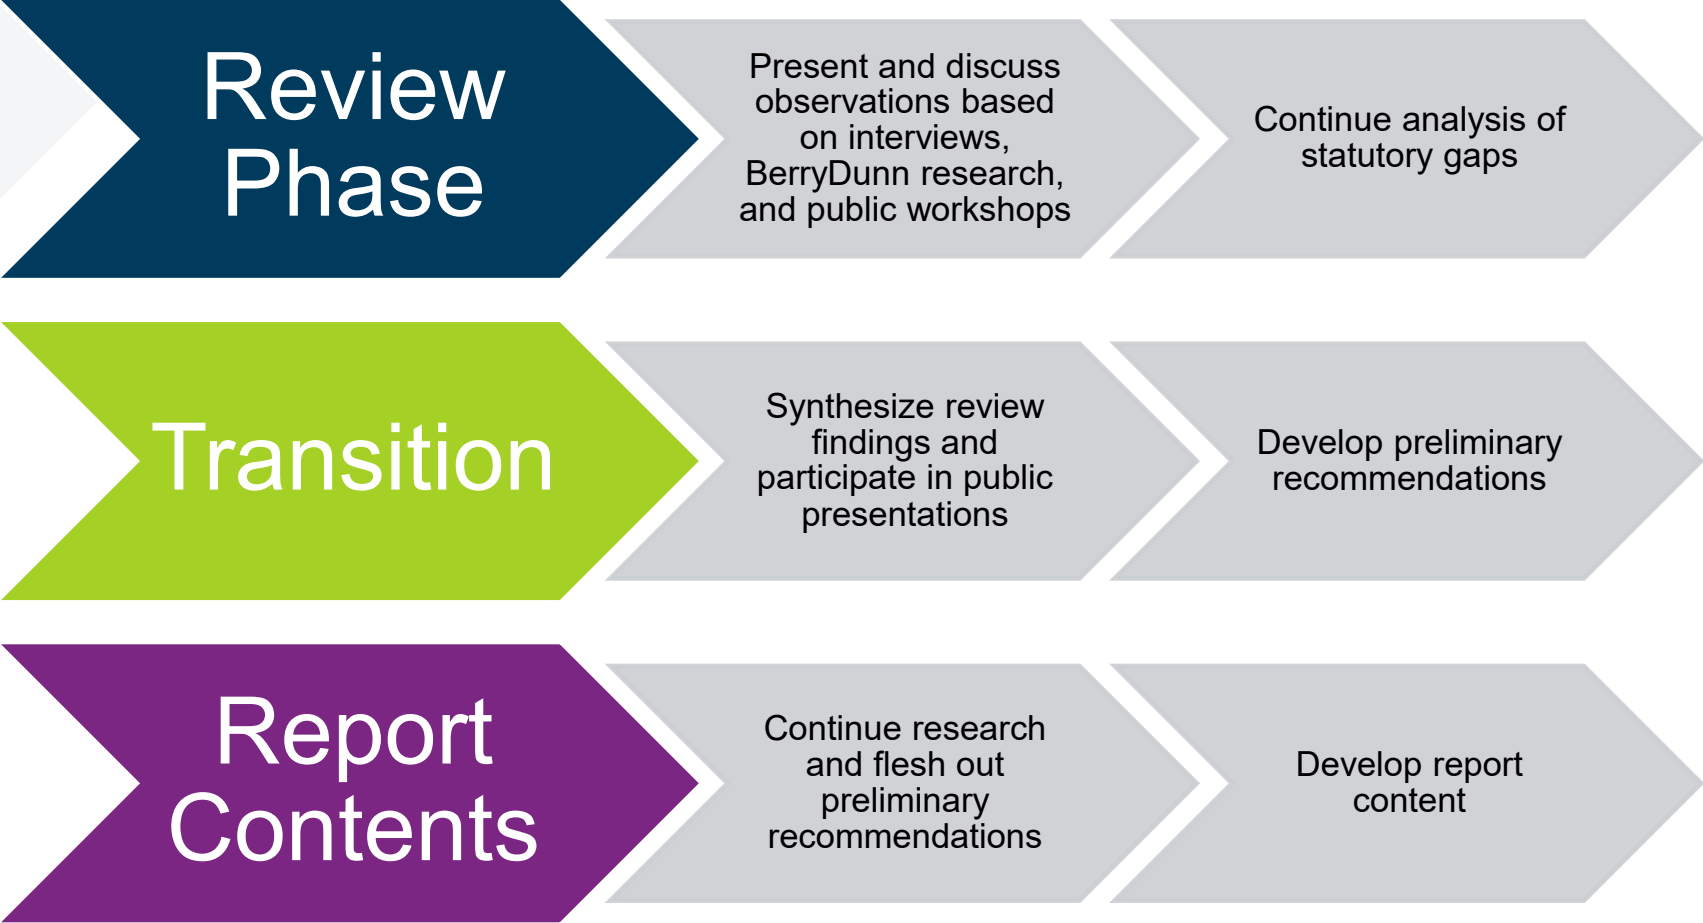 Review
Phase
Present and discuss
observations based
on interviews,
BerryDunn research,
and public workshops
Continue analysis of
statutory gaps
Transition
Synthesize review
findings and
participate in public
presentations
Develop preliminary
recommendations
Report
Contents
Continue research
and flesh out
preliminary
recommendations
Develop report
content